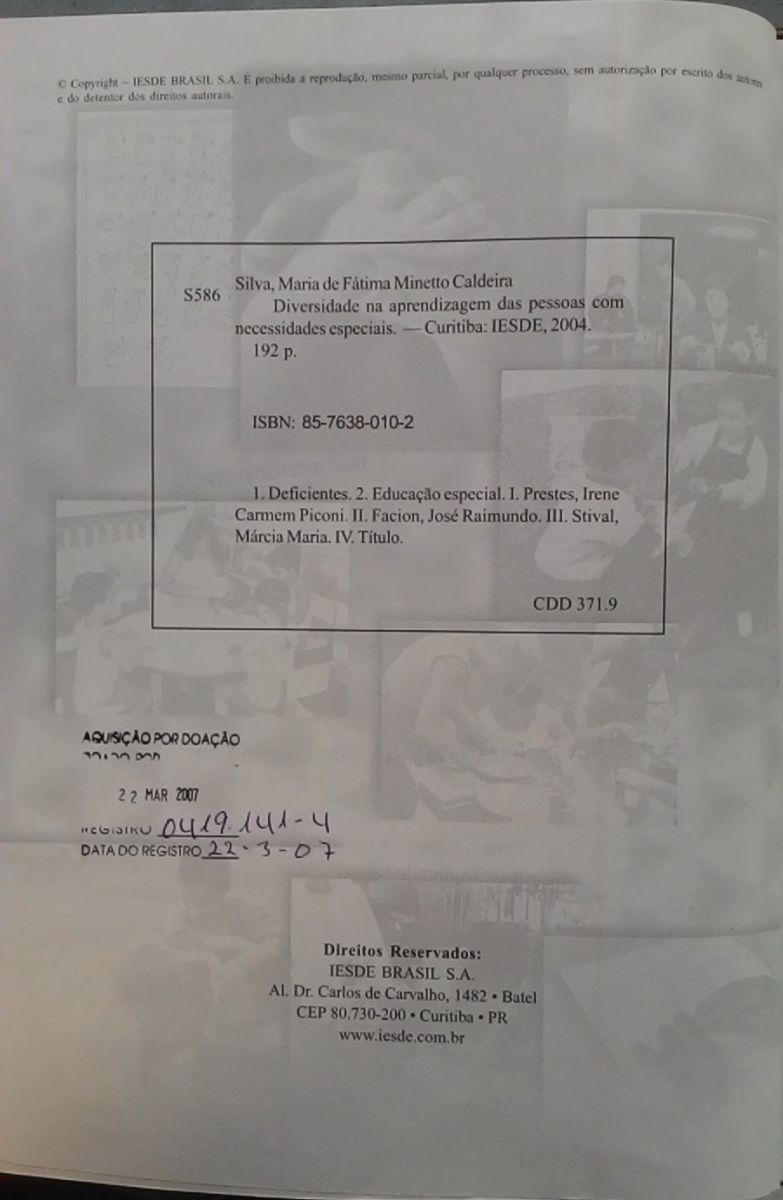 © Copyright – IESDE BRASIL S.A. É proibida a reprodução, mesmo parcial, por qualquer processo, sem autorização por escrito dos autores
e do detentor dos direitos autorais.
S586
Silva, Maria de Fátima Minetto Caldeira
Diversidade na aprendizagem das pessoas com
necessidades especiais. — Curitiba: IESDE, 2004.
192 p.
ISBN: 85-7638-010-2
1. Deficientes. 2. Educação especial. I. Prestes, Irene
Carmem Piconi. II. Facion, José Raimundo. III. Stival,
Márcia Maria. IV. Título.
CDD 371.9
AQUISIÇÃO POR DOAÇÃO
22 MAR 2007
REGISTRO 0419.141-4
DATA DO REGISTRO 22-3-07
Direitos Reservados:
IESDE BRASIL S.A.
Al. Dr. Carlos de Carvalho, 1482 • Batel
CEP 80.730-200 • Curitiba • PR
www.iesde.com.br